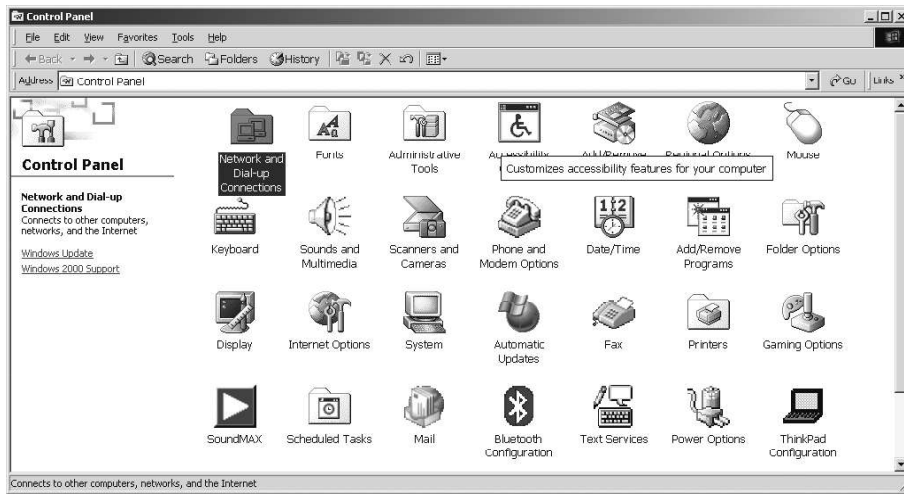 Control Panel
File Edit View Favorites Tools Help
Back Search Folders History
Address Control Panel Go Links »
Control Panel
Network and Dial-up
Connections
Connects to other computers,
networks, and the Internet
Windows Update
Windows 2000 Support
Network and
Dial-up
Connections
Fonts
Administrative
Tools
Accessibility
Add/Remove
Regional Options
Mouse
Customizes accessibility features for your computer
Keyboard
Sounds and
Multimedia
Scanners and
Cameras
Phone and
Modem Options
Date/Time
Add/Remove
Programs
Folder Options
Display
Internet Options
System
Automatic
Updates
Fax
Printers
Gaming Options
SoundMAX
Scheduled Tasks
Mail
Bluetooth
Configuration
Text Services
Power Options
ThinkPad
Configuration
Connects to other computers, networks, and the Internet